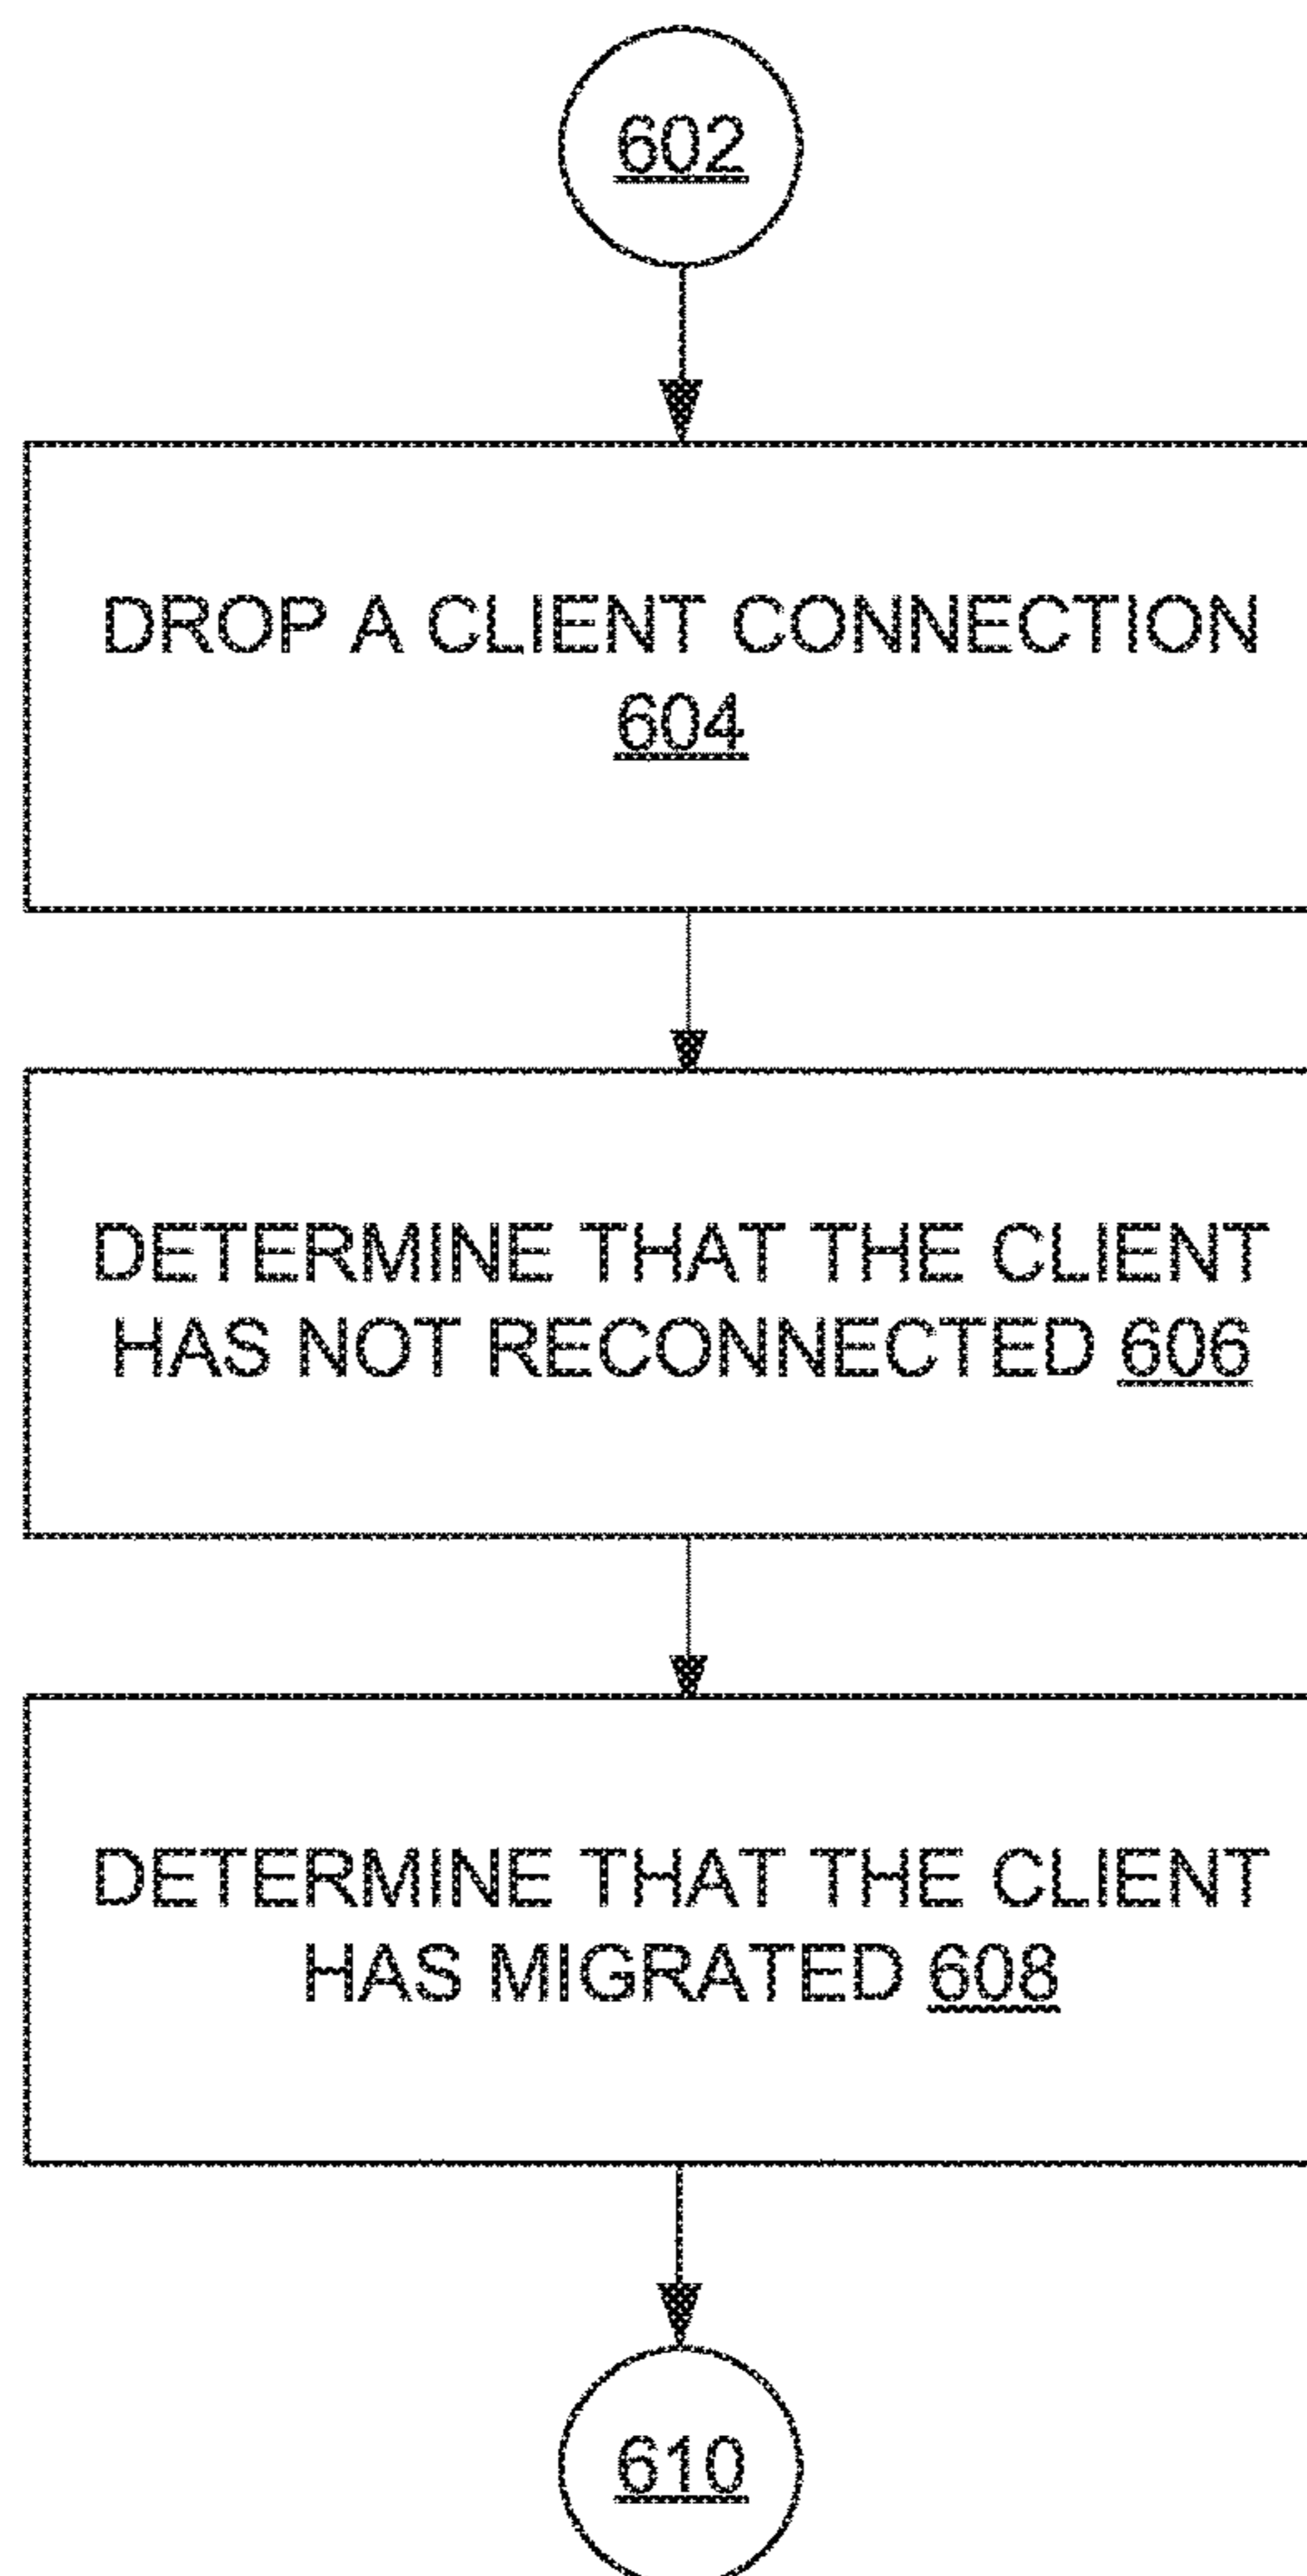 602
DROP A CLIENT CONNECTION
604
DETERMINE THAT THE CLIENT
HAS NOT RECONNECTED 606
DETERMINE THAT THE CLIENT
HAS MIGRATED 608
610